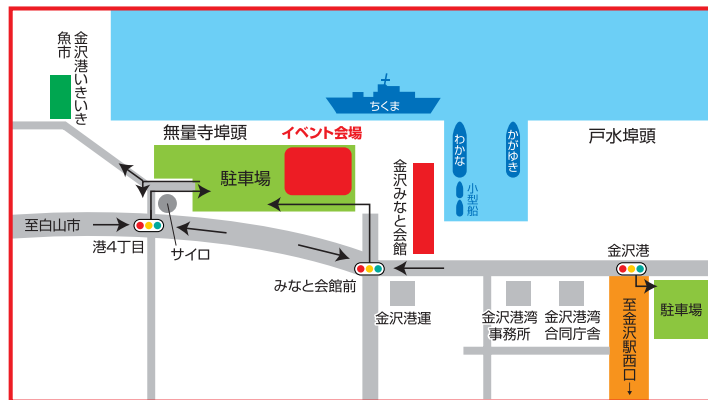 金沢港いきいき
魚市
ちくま
無量寺埠頭
イベント会場
わかな
かがゆき
戸水埠頭
駐車場
金沢みなと会館
小型船
至白山市
港4丁目
サイロ
金沢港
みなと会館前
金沢港運
金沢港湾
事務所
金沢港湾
合同庁舎
至金沢駅西口
駐車場